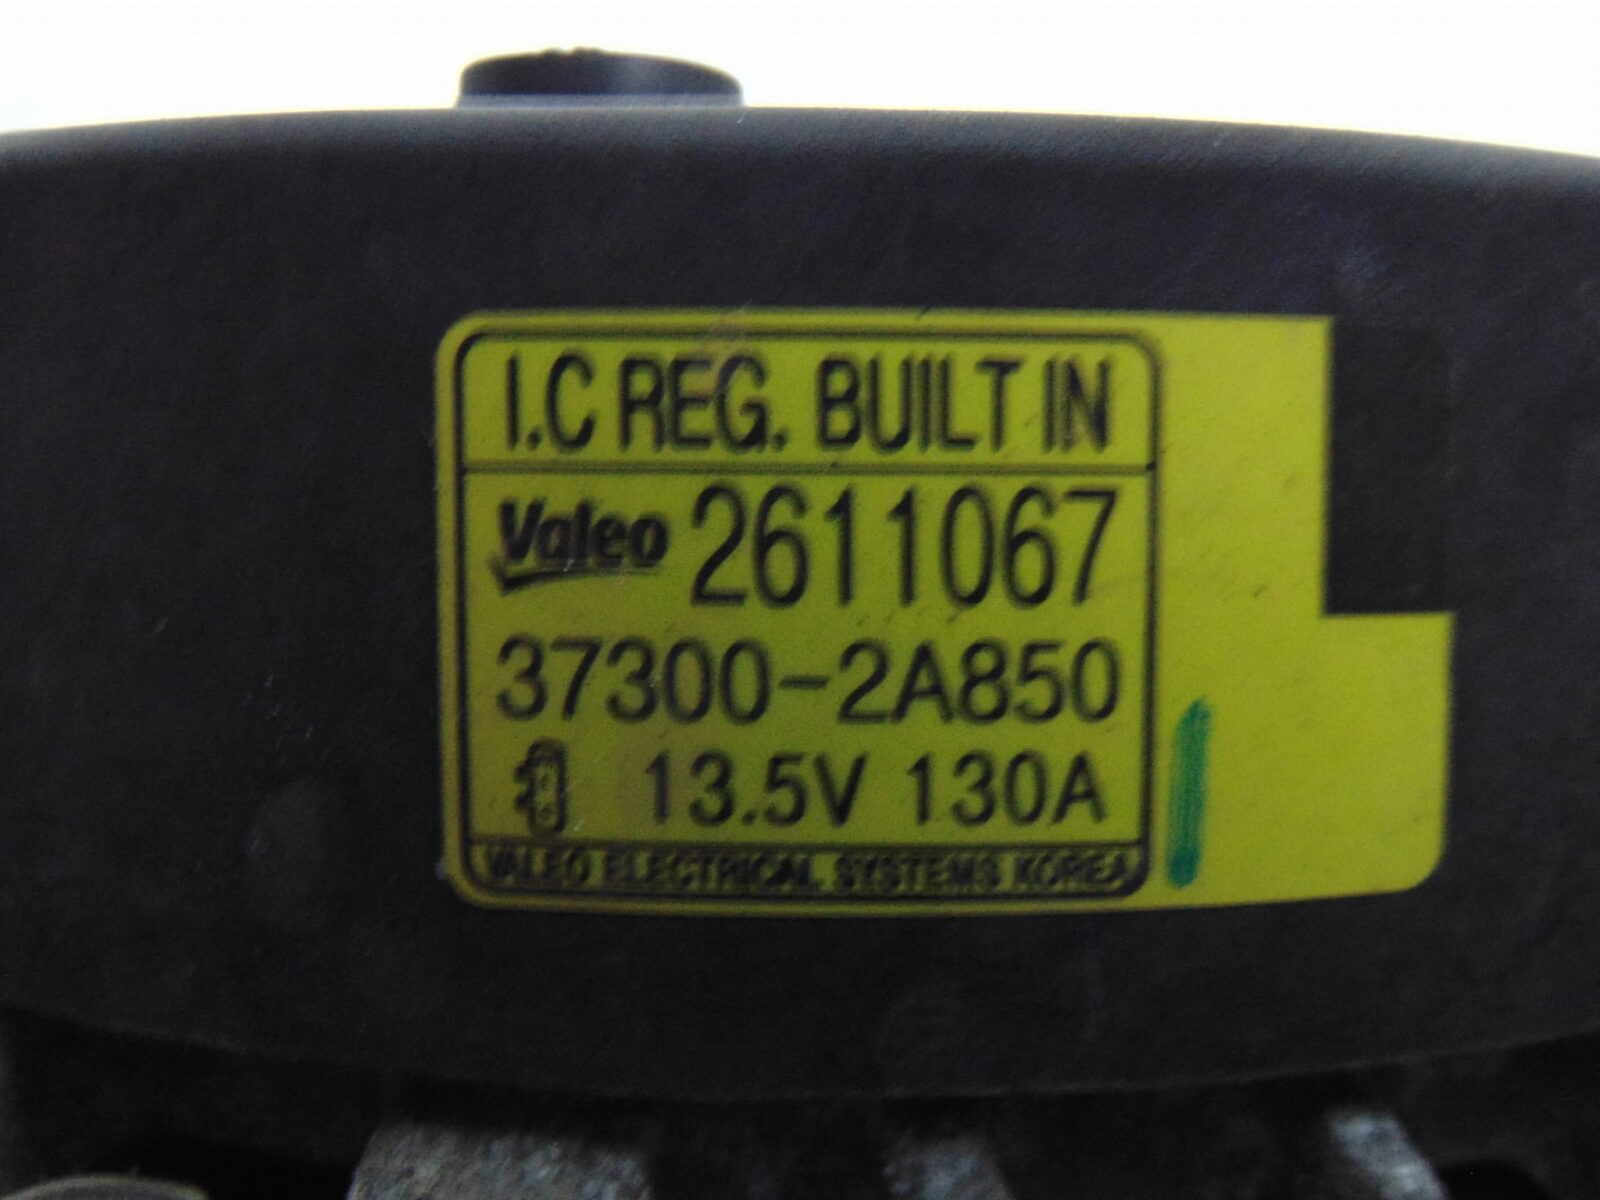 I.C REG. BUILT IN
Valeo 2611067
37300-2A850
13.5V 130A
VALEO ELECTRICAL SYSTEMS KOREA